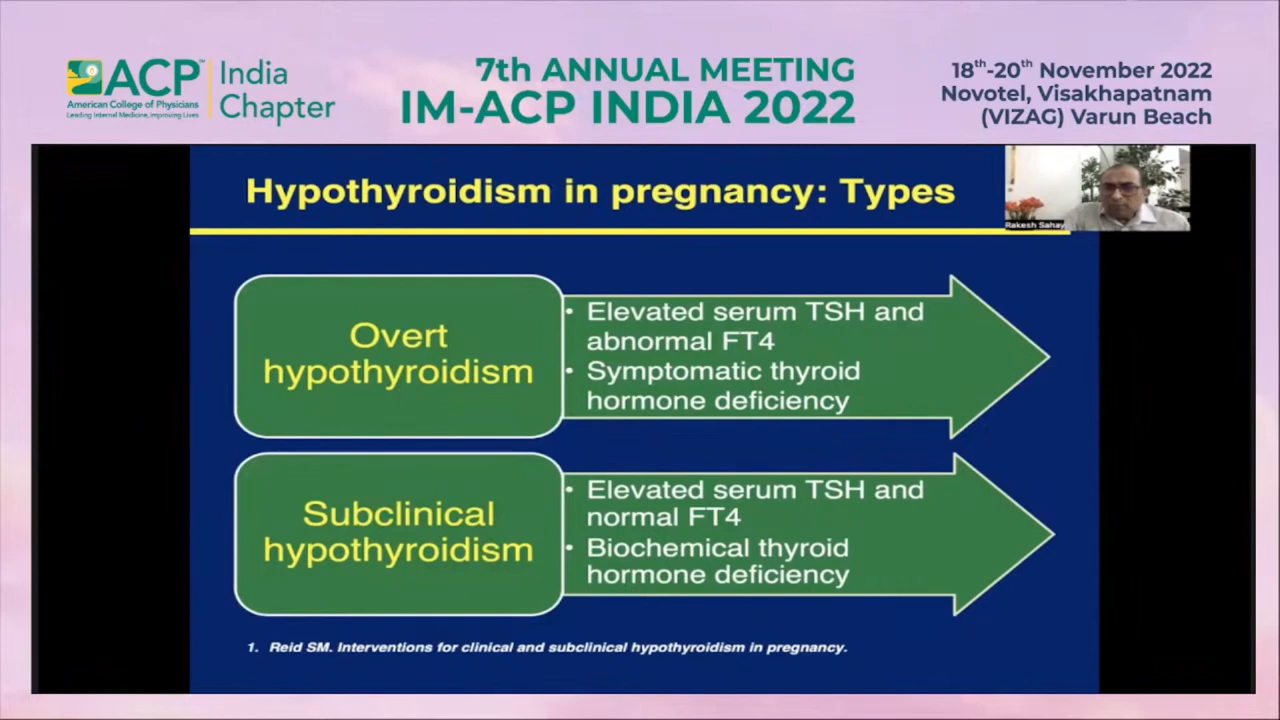 ACP™
India
Chapter
American College of Physicians
Leading Internal Medicine, Improving Lives
7th ANNUAL MEETING
IM-ACP INDIA 2022
18th-20th November 2022
Novotel, Visakhapatnam
(VIZAG) Varun Beach
Hypothyroidism in pregnancy: Types
Rakesh Sahay
Overt
hypothyroidism
• Elevated serum TSH and
abnormal FT4
• Symptomatic thyroid
hormone deficiency
Subclinical
hypothyroidism
• Elevated serum TSH and
normal FT4
• Biochemical thyroid
hormone deficiency
1. Reid SM. Interventions for clinical and subclinical hypothyroidism in pregnancy.